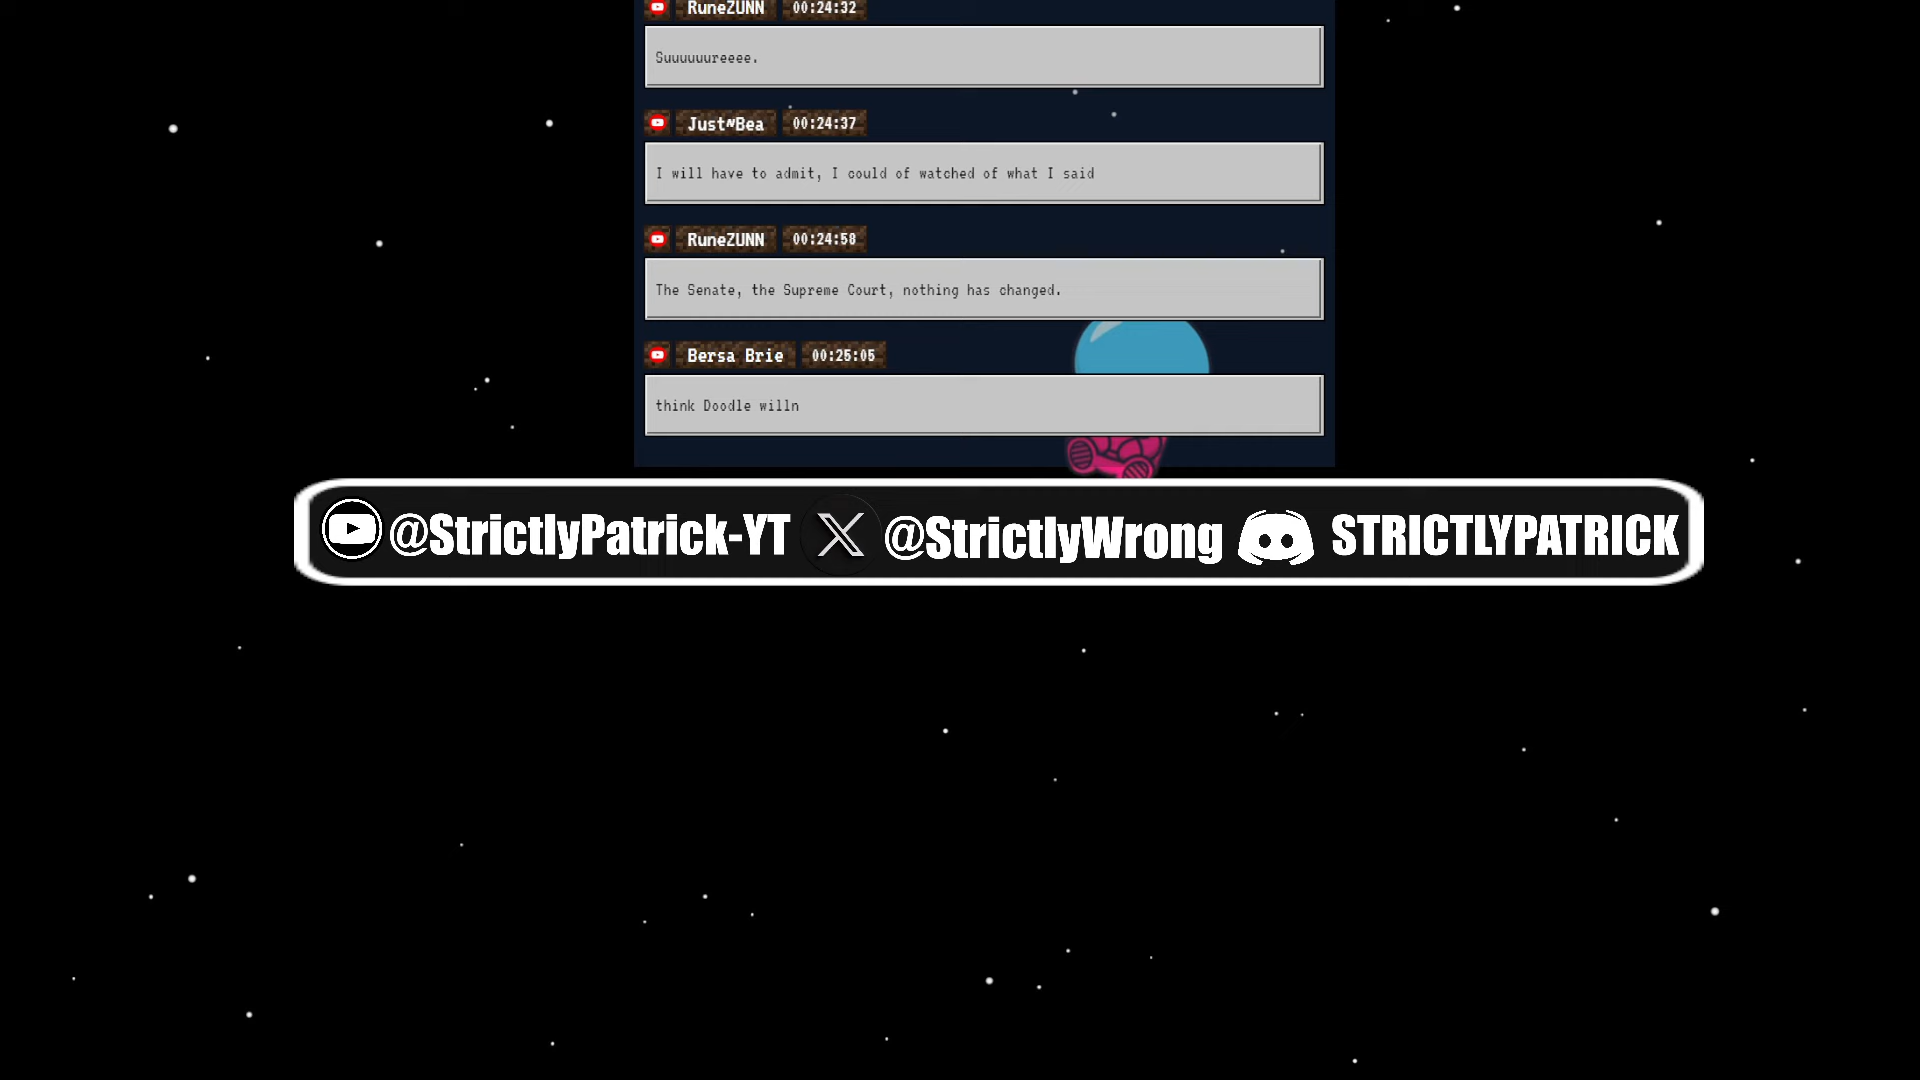 RuneZUNN 00:24:32
Suuuuuureeee.
Just~Bea 00:24:37
I will have to admit, I could of watched of what I said
RuneZUNN 00:24:58
The Senate, the Supreme Court, nothing has changed.
Bersa Brie 00:25:05
think Doodle willn
@StrictlyPatrick-YT @StrictlyWrong STRICTLYPATRICK